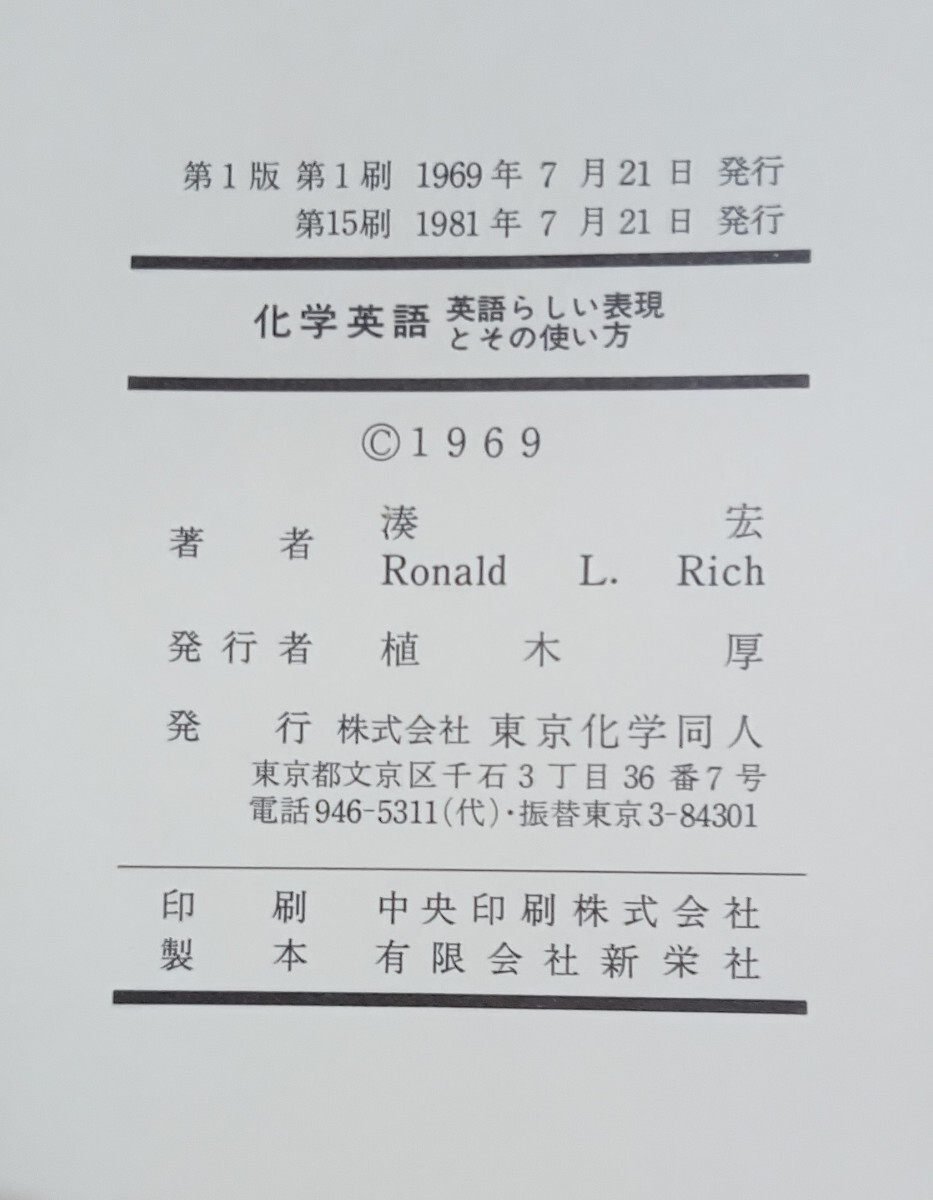 第1版 第1刷 1969年 7 月21日 発行
第15刷 1981年 7 月21日 発行
化学英語 英語らしい表現
とその使い方
©1969
著者 湊宏
Ronald L. Rich
発行者 植木厚
発行 株式会社 東京化学同人
東京都文京区千石3丁目36番7号
電話946-5311(代)・振替東京3-84301
印刷 中央印刷株式会社
製本 有限会社新栄社